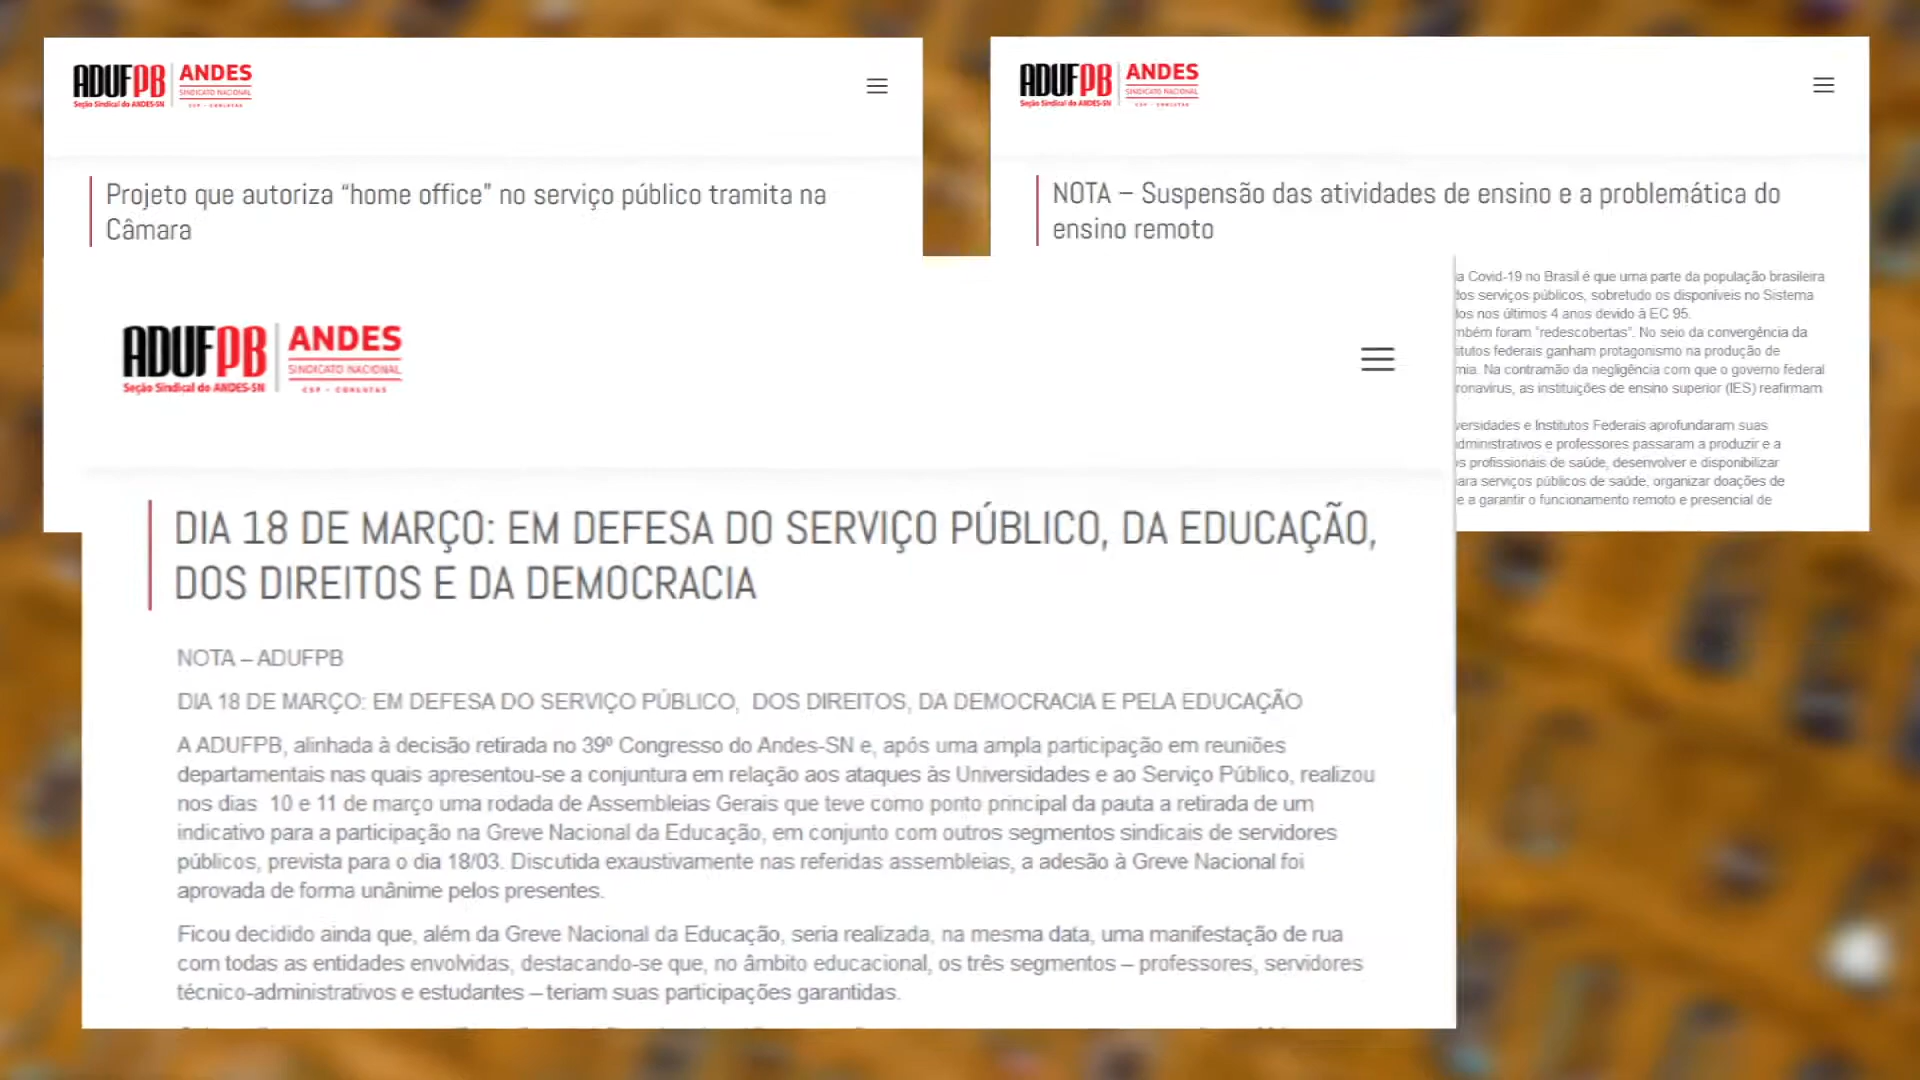 ADUFPB
Seção Sindical do ANDES-SN
ANDES
SINDICATO NACIONAL
CSP - CONLUTAS
Projeto que autoriza “home office” no serviço público tramita na
Câmara
ADUFPB
Seção Sindical do ANDES-SN
ANDES
SINDICATO NACIONAL
CSP - CONLUTAS
NOTA – Suspensão das atividades de ensino e a problemática do
ensino remoto
a Covid-19 no Brasil é que uma parte da população brasileira
dos serviços públicos, sobretudo os disponíveis no Sistema
nos últimos 4 anos devido à EC 95.
também foram “redescobertas”. No seio da convergência da
institutos federais ganham protagonismo na produção de
Na contramão da negligência com que o governo federal
as instituições de ensino superior (IES) reafirmam
e Institutos Federais aprofundaram suas
e professores passaram a produzir e a
profissionais de saúde, desenvolver e disponibilizar
para serviços públicos de saúde, organizar doações de
e a garantir o funcionamento remoto e presencial de
ADUFPB
Seção Sindical do ANDES-SN
ANDES
SINDICATO NACIONAL
CSP - CONLUTAS
DIA 18 DE MARÇO: EM DEFESA DO SERVIÇO PÚBLICO, DA EDUCAÇÃO,
DOS DIREITOS E DA DEMOCRACIA
NOTA – ADUFPB
DIA 18 DE MARÇO: EM DEFESA DO SERVIÇO PÚBLICO, DOS DIREITOS, DA DEMOCRACIA E PELA EDUCAÇÃO
A ADUFPB, alinhada à decisão retirada no 39º Congresso do Andes-SN e, após uma ampla participação em reuniões
departamentais nas quais apresentou-se a conjuntura em relação aos ataques às Universidades e ao Serviço Público, realizou
nos dias 10 e 11 de março uma rodada de Assembleias Gerais que teve como ponto principal da pauta a retirada de um
indicativo para a participação na Greve Nacional da Educação, em conjunto com outros segmentos sindicais de servidores
públicos, prevista para o dia 18/03. Discutida exaustivamente nas referidas assembleias, a adesão à Greve Nacional foi
aprovada de forma unânime pelos presentes.
Ficou decidido ainda que, além da Greve Nacional da Educação, seria realizada, na mesma data, uma manifestação de rua
com todas as entidades envolvidas, destacando-se que, no âmbito educacional, os três segmentos – professores, servidores
técnico-administrativos e estudantes – teriam suas participações garantidas.